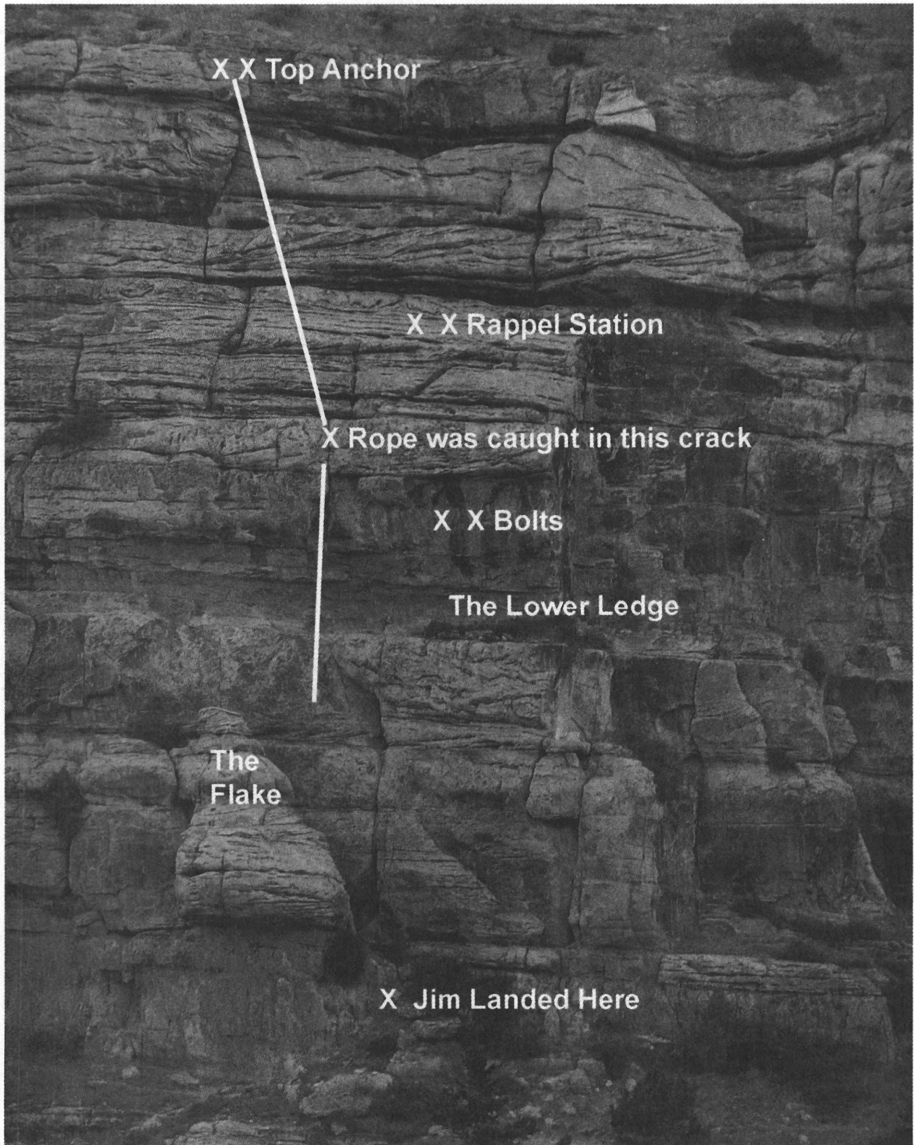 X X Top Anchor
X X Rappel Station
X Rope was caught in this crack
X X Bolts
The Lower Ledge
The
Flake
X Jim Landed Here